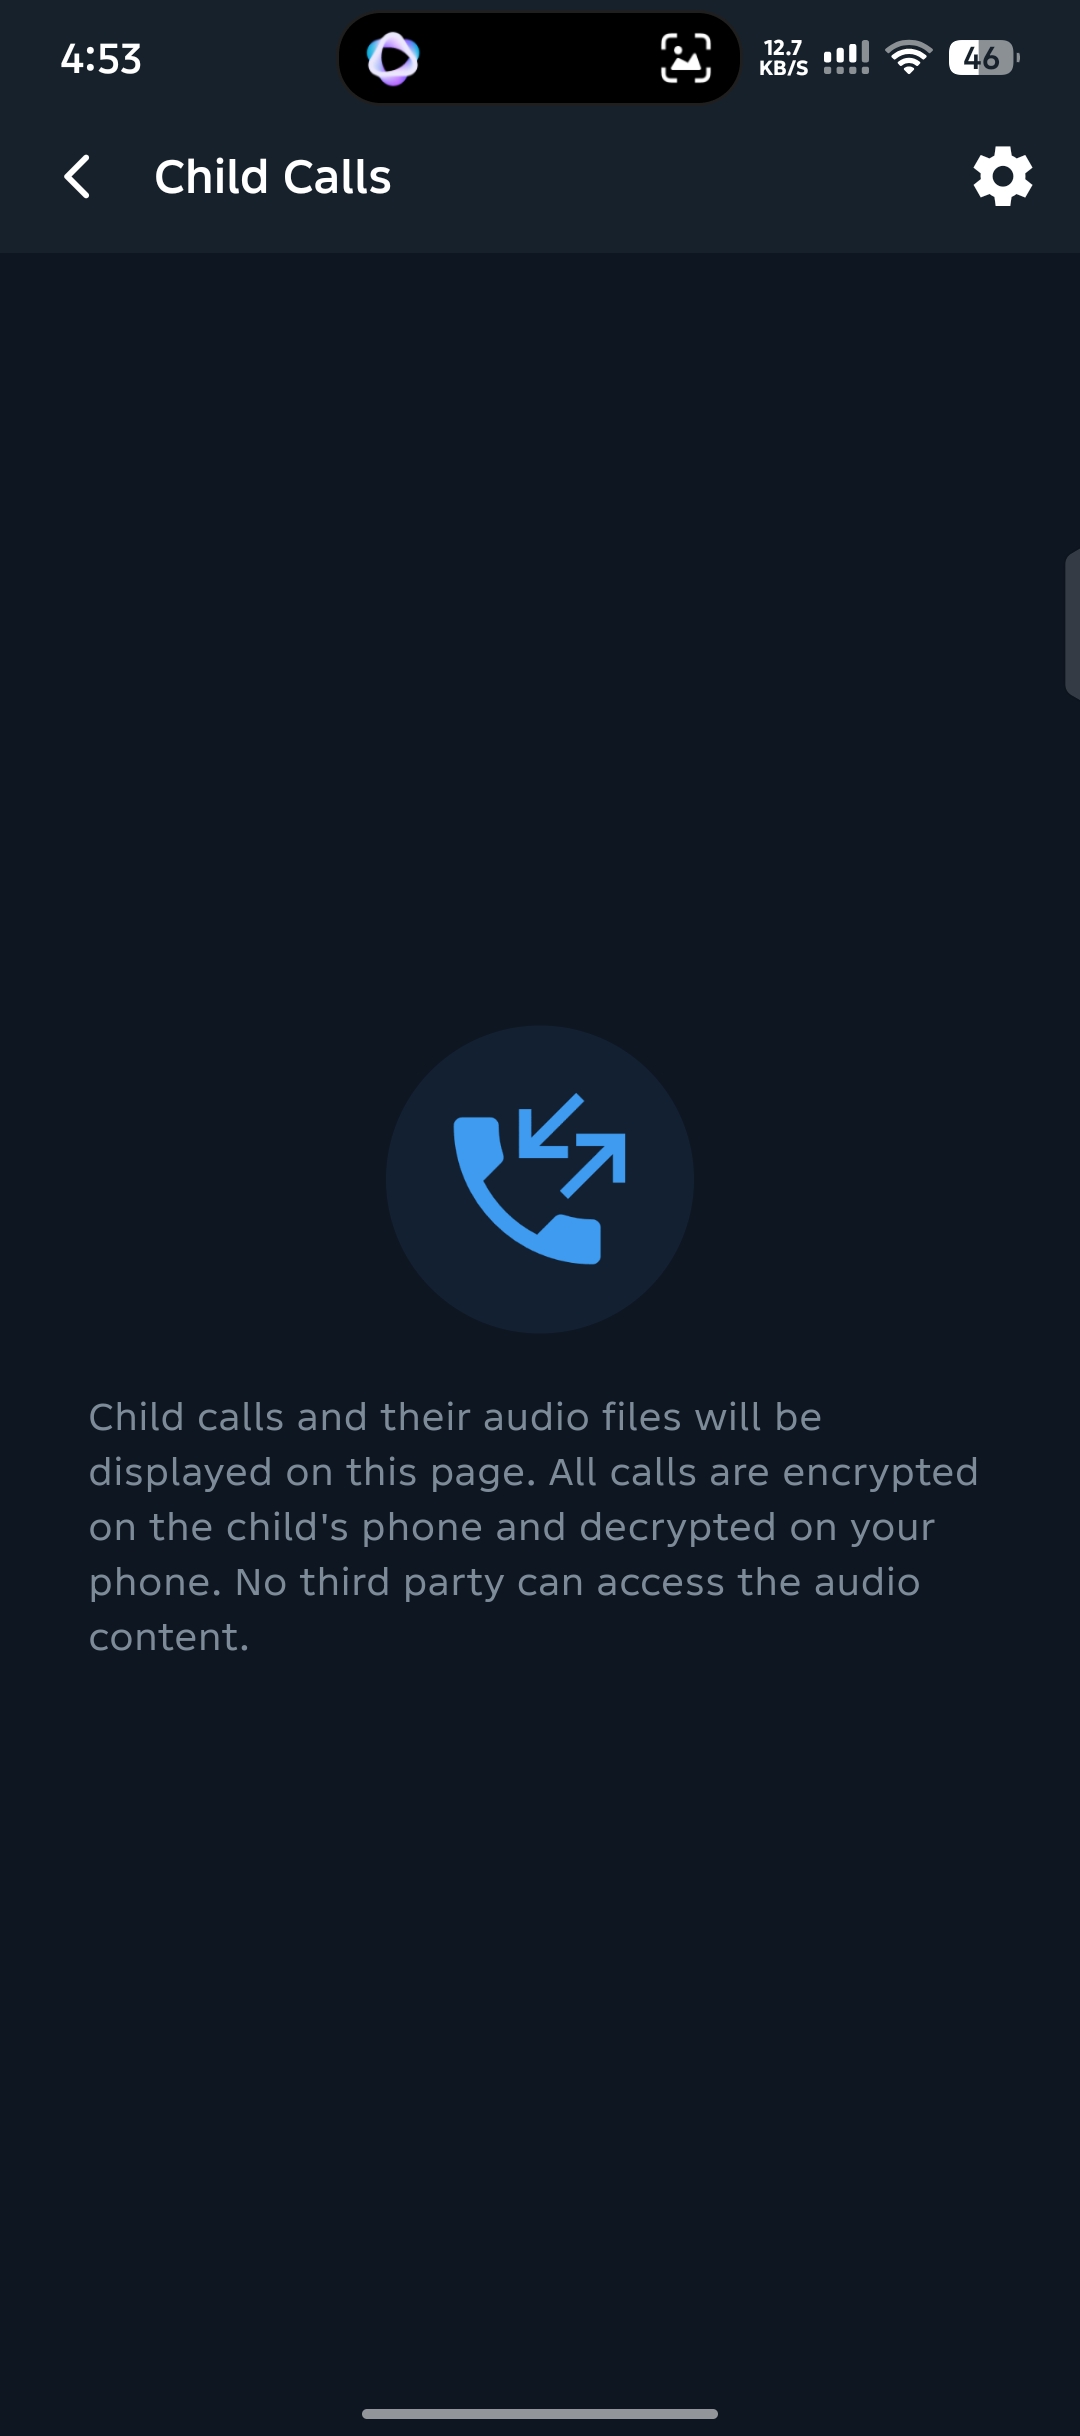 4:53
12.7
KB/S
46
Child Calls
Child calls and their audio files will be
displayed on this page. All calls are encrypted
on the child's phone and decrypted on your
phone. No third party can access the audio
content.